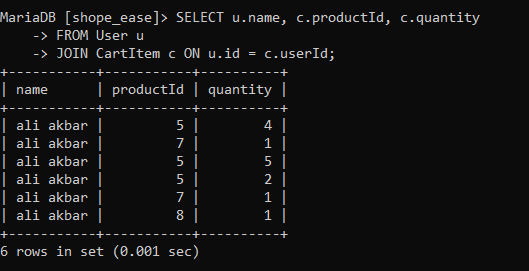 MariaDB [shope_ease]> SELECT u.name, c.productId, c.quantity
    -> FROM User u
    -> JOIN CartItem c ON u.id = c.userId;
+-----------+-----------+----------+
| name      | productId | quantity |
+-----------+-----------+----------+
| ali akbar |         5 |        4 |
| ali akbar |         7 |        1 |
| ali akbar |         5 |        5 |
| ali akbar |         5 |        2 |
| ali akbar |         7 |        1 |
| ali akbar |         8 |        1 |
+-----------+-----------+----------+
6 rows in set (0.001 sec)